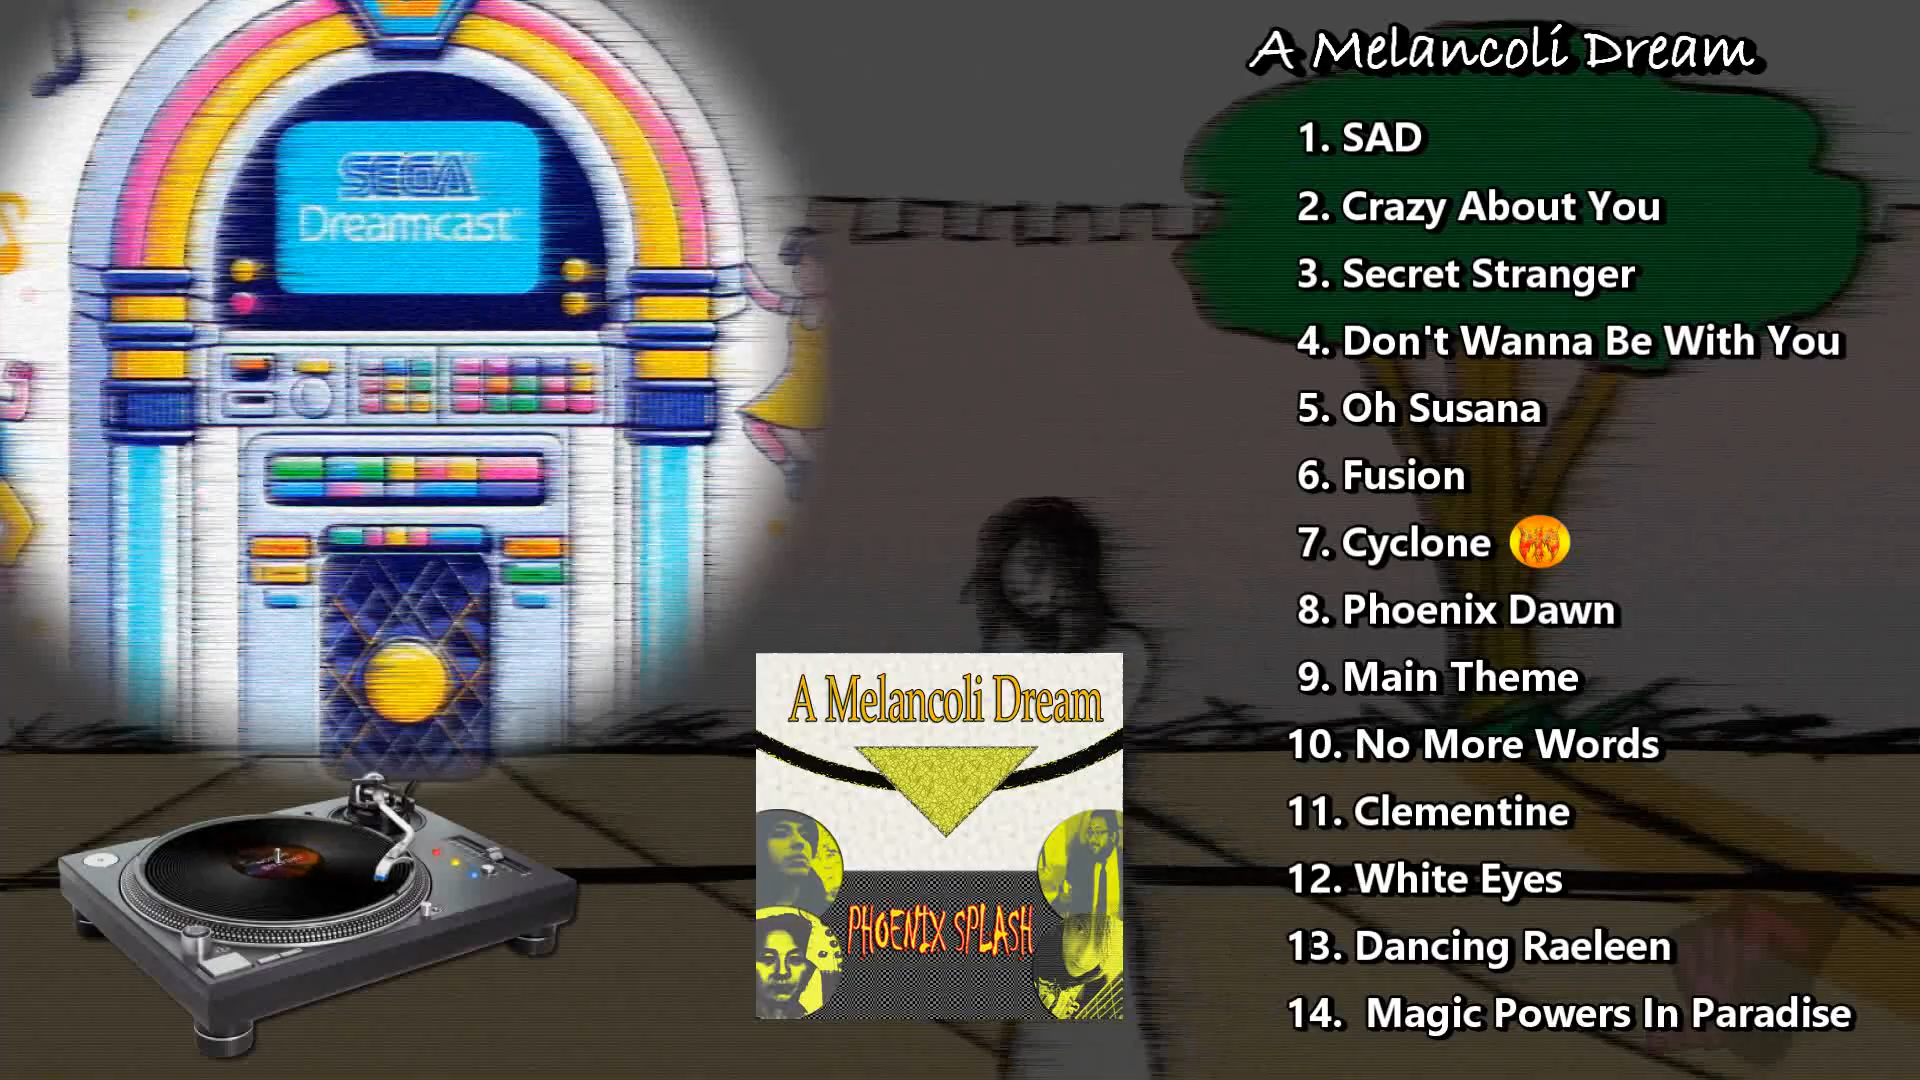 A Melancoli Dream
SEGA
Dreamcast
1. SAD
2. Crazy About You
3. Secret Stranger
4. Don't Wanna Be With You
5. Oh Susana
6. Fusion
7. Cyclone
8. Phoenix Dawn
9. Main Theme
10. No More Words
11. Clementine
12. White Eyes
13. Dancing Raeleen
14. Magic Powers In Paradise
A Melancoli Dream
PHOENIX SPLASH